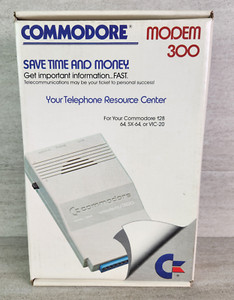 COMMODORE®
MODEM
300
SAVE TIME AND MONEY.
Get important information...FAST.
Telecommunications may be your ticket to personal success!
Your Telephone Resource Center
For Your Commodore 128
64, SX-64, or VIC-20
commodore